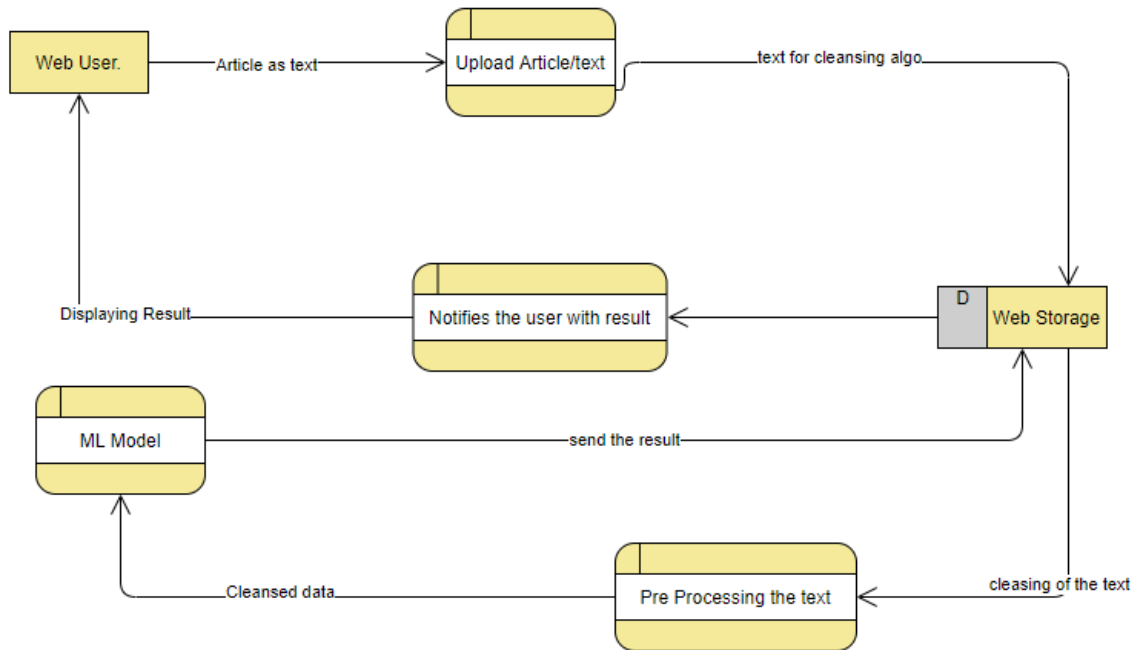 Web User.
Article as text
Upload Article/text
text for cleansing algo
Displaying Result
Notifies the user with result
D
Web Storage
ML Model
send the result
Cleansed data
Pre Processing the text
cleasing of the text